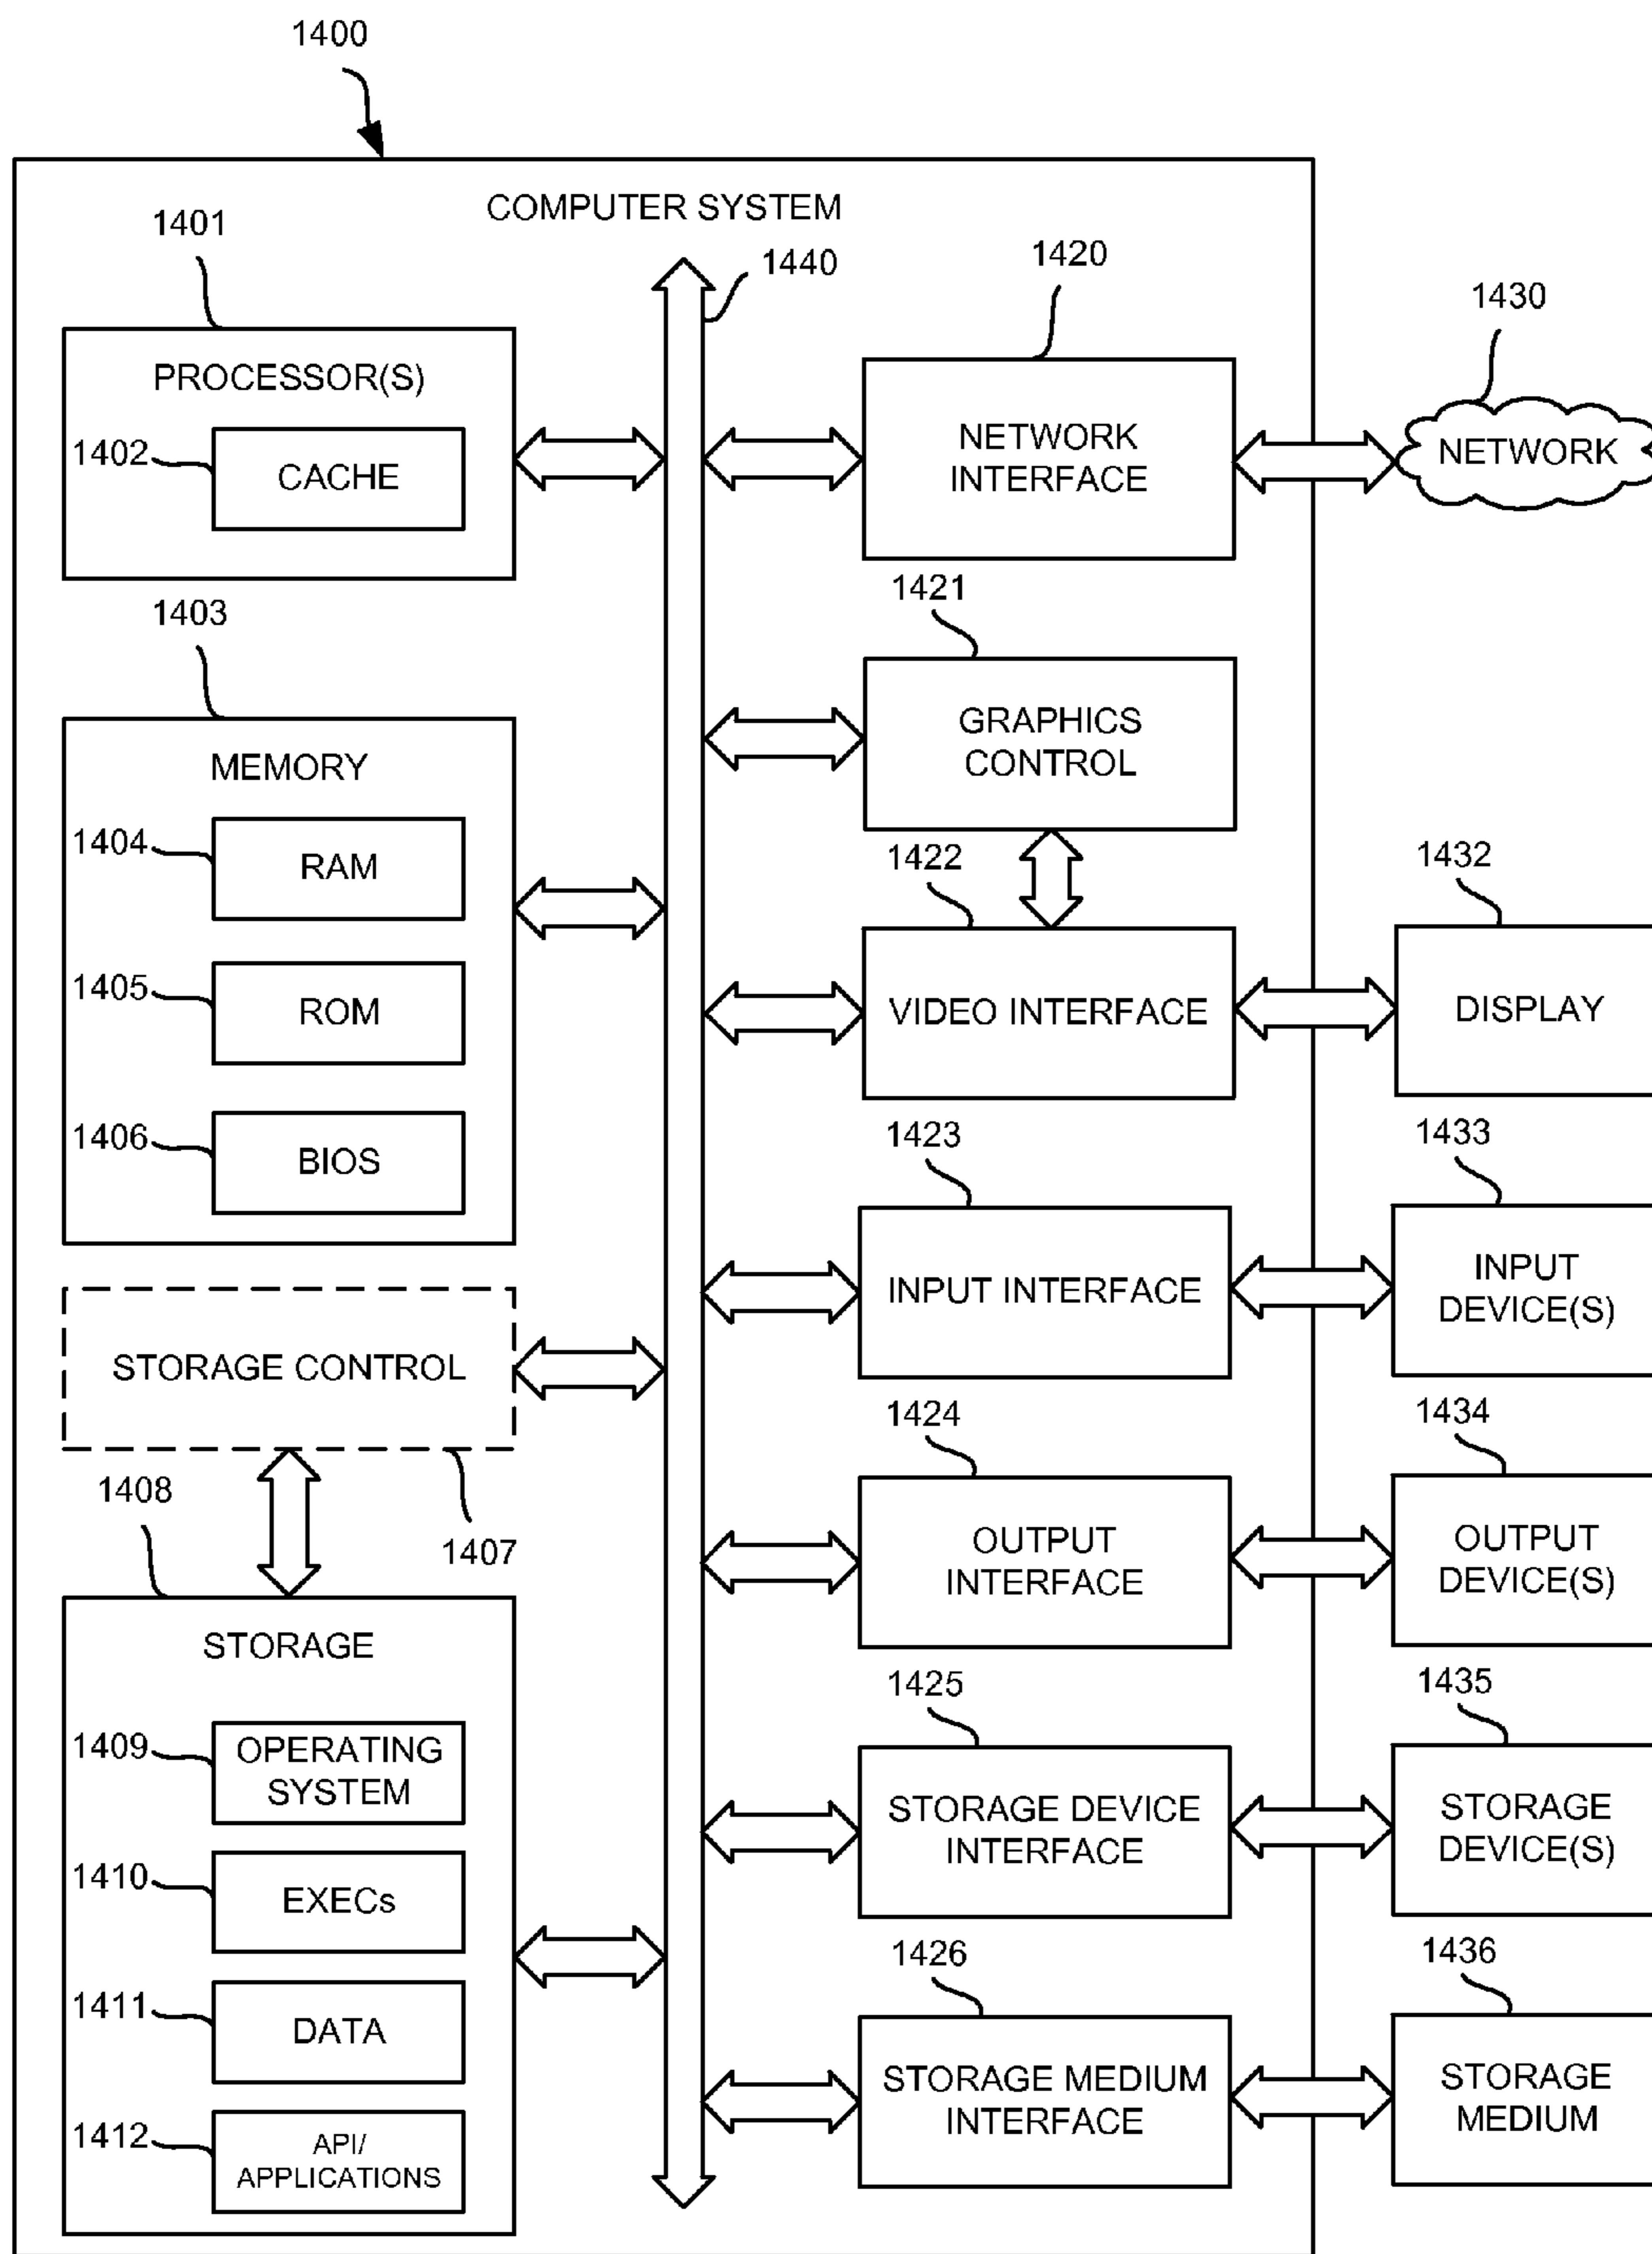 1400
COMPUTER SYSTEM
1401
PROCESSOR(S)
1402
CACHE
1403
MEMORY
1404
RAM
1405
ROM
1406
BIOS
STORAGE CONTROL
1407
1408
STORAGE
1409
OPERATING
SYSTEM
1410
EXECs
1411
DATA
1412
API/
APPLICATIONS
1440
1420
NETWORK
INTERFACE
1430
NETWORK
1421
GRAPHICS
CONTROL
1422
VIDEO INTERFACE
1432
DISPLAY
1423
INPUT INTERFACE
1433
INPUT
DEVICE(S)
1424
OUTPUT
INTERFACE
1434
OUTPUT
DEVICE(S)
1425
STORAGE DEVICE
INTERFACE
1435
STORAGE
DEVICE(S)
1426
STORAGE MEDIUM
INTERFACE
1436
STORAGE
MEDIUM